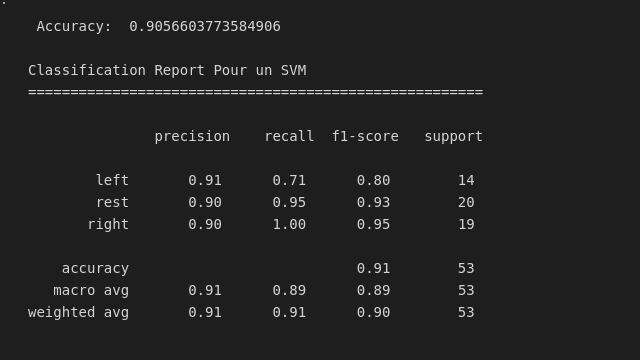 Accuracy:  0.9056603773584906
Classification Report Pour un SVM
======================================================
precision    recall  f1-score   support
left       0.91      0.71      0.80        14
rest       0.90      0.95      0.93        20
right       0.90      1.00      0.95        19
accuracy                           0.91        53
macro avg       0.91      0.89      0.89        53
weighted avg       0.91      0.91      0.90        53